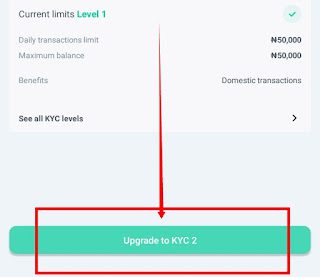 Current limits Level 1
Daily transactions limit ₦50,000
Maximum balance ₦50,000
Benefits Domestic transactions
See all KYC levels
Upgrade to KYC 2